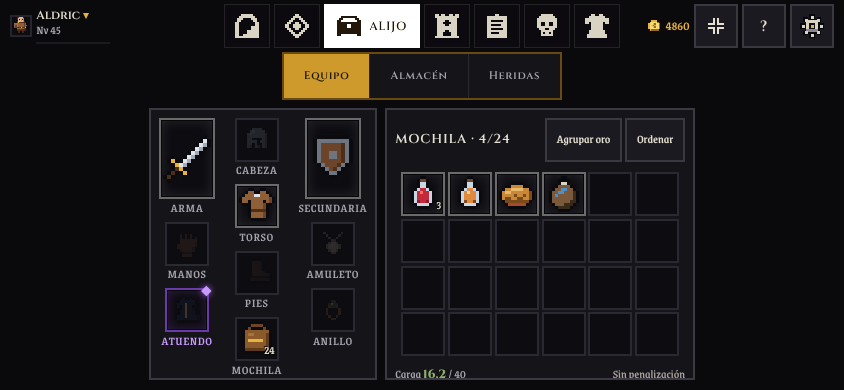 ALDRIC
Nv 45
ALIJO
4860
?
EQUIPO
ALMACÉN
HERIDAS
ARMA
CABEZA
SECUNDARIA
TORSO
MANOS
AMULETO
PIES
ATUENDO
ANILLO
24
MOCHILA
MOCHILA · 4/24
Agrupar oro
Ordenar
3
Carga 16.2 / 40
Sin penalización